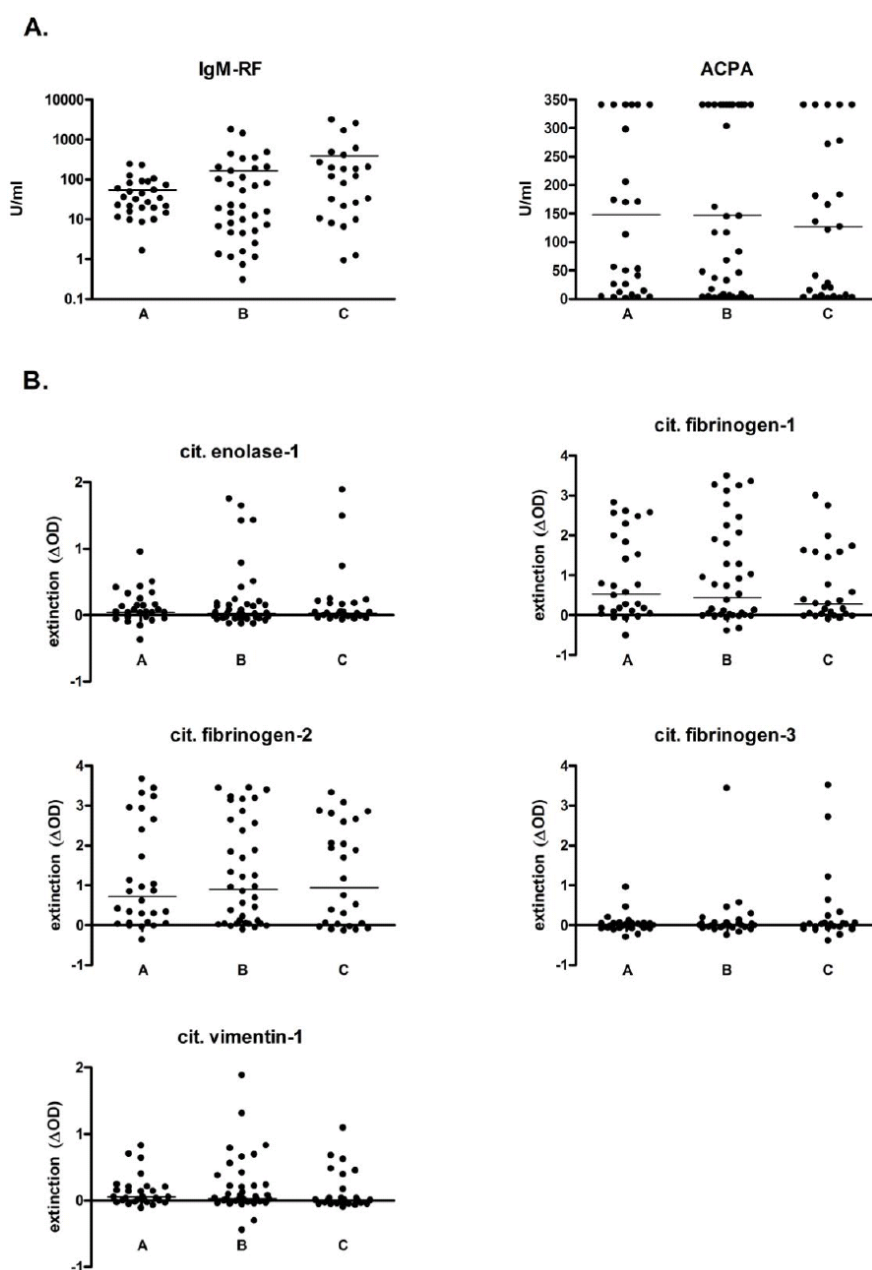 A.
IgM-RF
ACPA
10000
1000
100
10
1
0.1
U/ml
A
B
C
350
300
250
200
150
100
50
0
U/ml
A
B
C
B.
cit. enolase-1
2
1
0
-1
extinction (ΔOD)
A
B
C
cit. fibrinogen-1
4
3
2
1
0
-1
extinction (ΔOD)
A
B
C
cit. fibrinogen-2
4
3
2
1
0
-1
extinction (ΔOD)
A
B
C
cit. fibrinogen-3
4
3
2
1
0
-1
extinction (ΔOD)
A
B
C
cit. vimentin-1
2
1
0
-1
extinction (ΔOD)
A
B
C